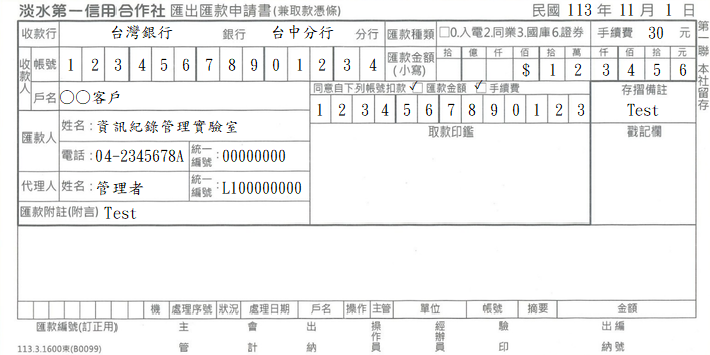 淡水第一信用合作社 匯出匯款申請書(兼取款憑條) 民國 113 年 11 月 1 日
收款行 台灣銀行 銀行 台中分行 分行 匯款種類 □0.入電2.同業3.國庫6.證券 手續費 30 元
收款人 帳號 1 2 3 4 5 6 7 8 9 0 1 2 3 4 匯款金額(小寫) 拾 億 仟 佰 拾 萬 仟 佰 拾 元
$ 1 2 3 4 5 6
戶名 ○○客戶 同意自下列帳號扣款 ✓ 匯款金額 ✓ 手續費 存摺備註
1 2 3 4 5 6 7 8 9 0 1 2 3 Test
匯款人 姓名：資訊紀錄管理實驗室 取款印鑑 戳記欄
電話：04-2345678A 統一編號：00000000
代理人 姓名：管理者 統一編號：L100000000
匯款附註(附言) Test
第一聯 本社留存
機 處理序號 狀況 處理日期 戶名 操作 主管 單位 帳號 摘要 金額
匯款編號(訂正用) 主管 會計 出納 操作員 經辦員 驗印 出納 編號
113.3.1600束(B0099)